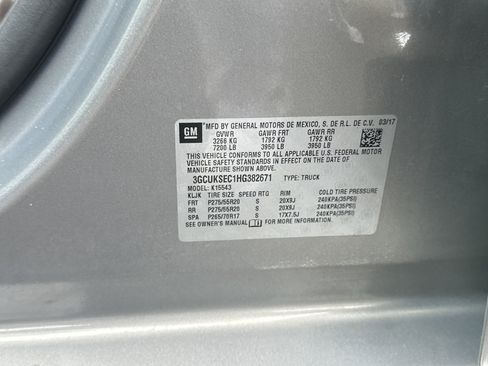 GM
MFD BY GENERAL MOTORS DE MEXICO, S. DE R.L. DE C.V. 03/17
GVWR GAWR FRT GAWR RR
3266 KG 1792 KG 1792 KG
7200 LB 3950 LB 3950 LB
THIS VEHICLE CONFORMS TO ALL APPLICABLE U.S. FEDERAL MOTOR
VEHICLE SAFETY STANDARDS IN EFFECT ON THE DATE OF
MANUFACTURE SHOWN ABOVE.
3GCUKSEC1HG382671 TYPE: TRUCK
MODEL: K15543
KLJK TIRE SIZE SPEED RTG RIM COLD TIRE PRESSURE
FRT P275/55R20 S 20X9J 240KPA(35PSI)
RR P275/55R20 S 20X9J 240KPA(35PSI)
SPA P265/70R17 S 17X7.5J 240KPA(35PSI)
SEE OWNER'S MANUAL FOR MORE INFORMATION.